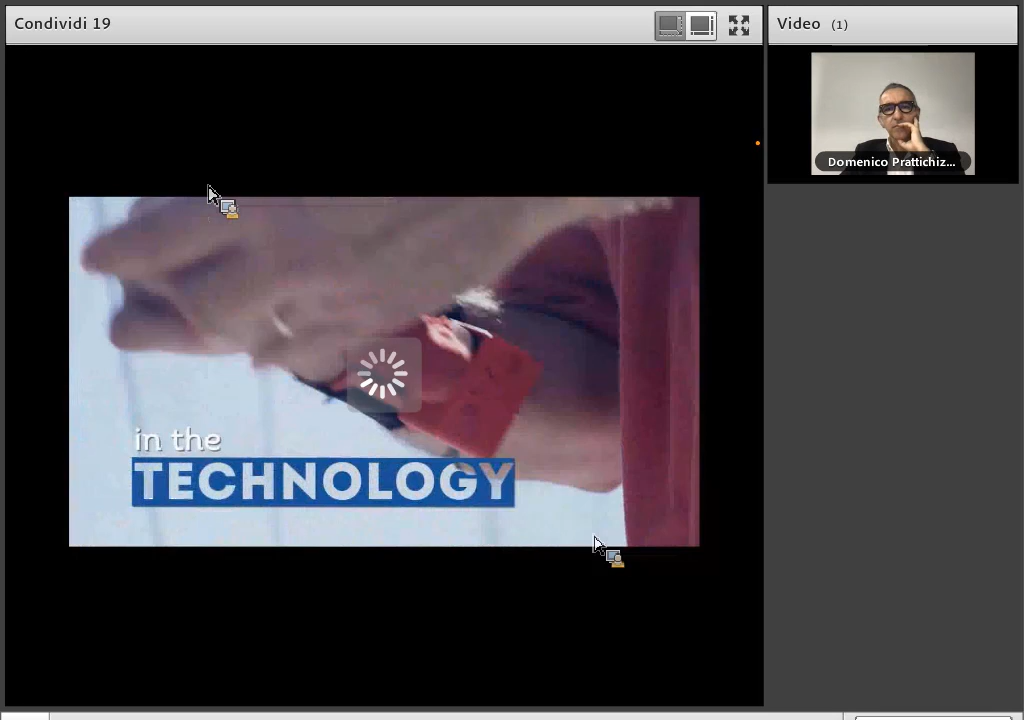 Condividi 19
Video (1)
Domenico Prattichiz...
in the
TECHNOLOGY